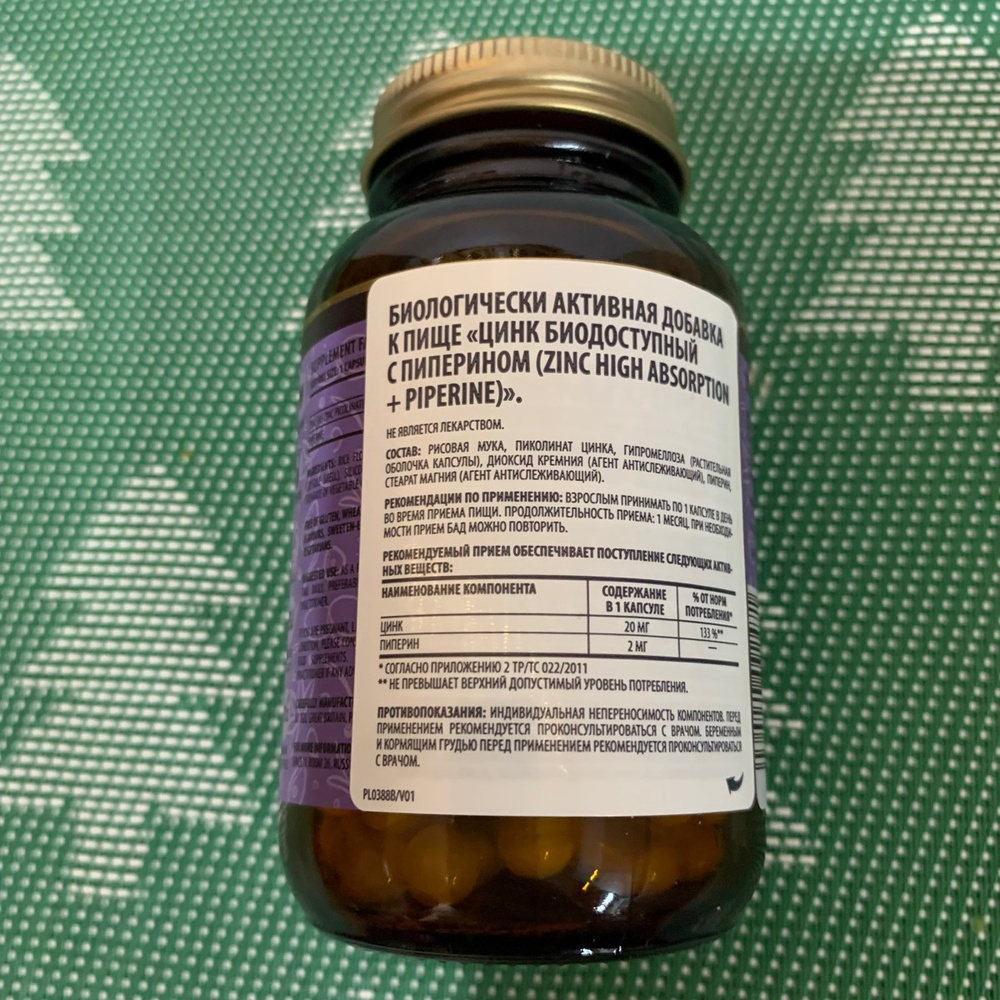 БИОЛОГИЧЕСКИ АКТИВНАЯ ДОБАВКА
К ПИЩЕ «ЦИНК БИОДОСТУПНЫЙ
С ПИПЕРИНОМ (ZINC HIGH ABSORPTION
+ PIPERINE)».
НЕ ЯВЛЯЕТСЯ ЛЕКАРСТВОМ.
СОСТАВ: РИСОВАЯ МУКА, ПИКОЛИНАТ ЦИНКА, ГИПРОМЕЛЛОЗА (РАСТИТЕЛЬНАЯ
ОБОЛОЧКА КАПСУЛЫ), ДИОКСИД КРЕМНИЯ (АГЕНТ АНТИСЛЕЖИВАЮЩИЙ), ПИПЕРИН,
СТЕАРАТ МАГНИЯ (АГЕНТ АНТИСЛЕЖИВАЮЩИЙ).
РЕКОМЕНДАЦИИ ПО ПРИМЕНЕНИЮ: ВЗРОСЛЫМ ПРИНИМАТЬ ПО 1 КАПСУЛЕ В ДЕНЬ
ВО ВРЕМЯ ПРИЕМА ПИЩИ. ПРОДОЛЖИТЕЛЬНОСТЬ ПРИЕМА: 1 МЕСЯЦ. ПРИ НЕОБХОДИ-
МОСТИ ПРИЕМ БАД МОЖНО ПОВТОРИТЬ.
РЕКОМЕНДУЕМЫЙ ПРИЕМ ОБЕСПЕЧИВАЕТ ПОСТУПЛЕНИЕ СЛЕДУЮЩИХ АКТИВ-
НЫХ ВЕЩЕСТВ:
НАИМЕНОВАНИЕ КОМПОНЕНТА СОДЕРЖАНИЕ % ОТ НОРМ
В 1 КАПСУЛЕ ПОТРЕБЛЕНИЯ*
ЦИНК 20 МГ 133 %**
ПИПЕРИН 2 МГ —
* СОГЛАСНО ПРИЛОЖЕНИЮ 2 ТР/ТС 022/2011
** НЕ ПРЕВЫШАЕТ ВЕРХНИЙ ДОПУСТИМЫЙ УРОВЕНЬ ПОТРЕБЛЕНИЯ.
ПРОТИВОПОКАЗАНИЯ: ИНДИВИДУАЛЬНАЯ НЕПЕРЕНОСИМОСТЬ КОМПОНЕНТОВ. ПЕРЕД
ПРИМЕНЕНИЕМ РЕКОМЕНДУЕТСЯ ПРОКОНСУЛЬТИРОВАТЬСЯ С ВРАЧОМ. БЕРЕМЕННЫМ
И КОРМЯЩИМ ГРУДЬЮ ПЕРЕД ПРИМЕНЕНИЕМ РЕКОМЕНДУЕТСЯ ПРОКОНСУЛЬТИРОВАТЬСЯ
С ВРАЧОМ.
PL0388B/V01
SUPPLEMENT